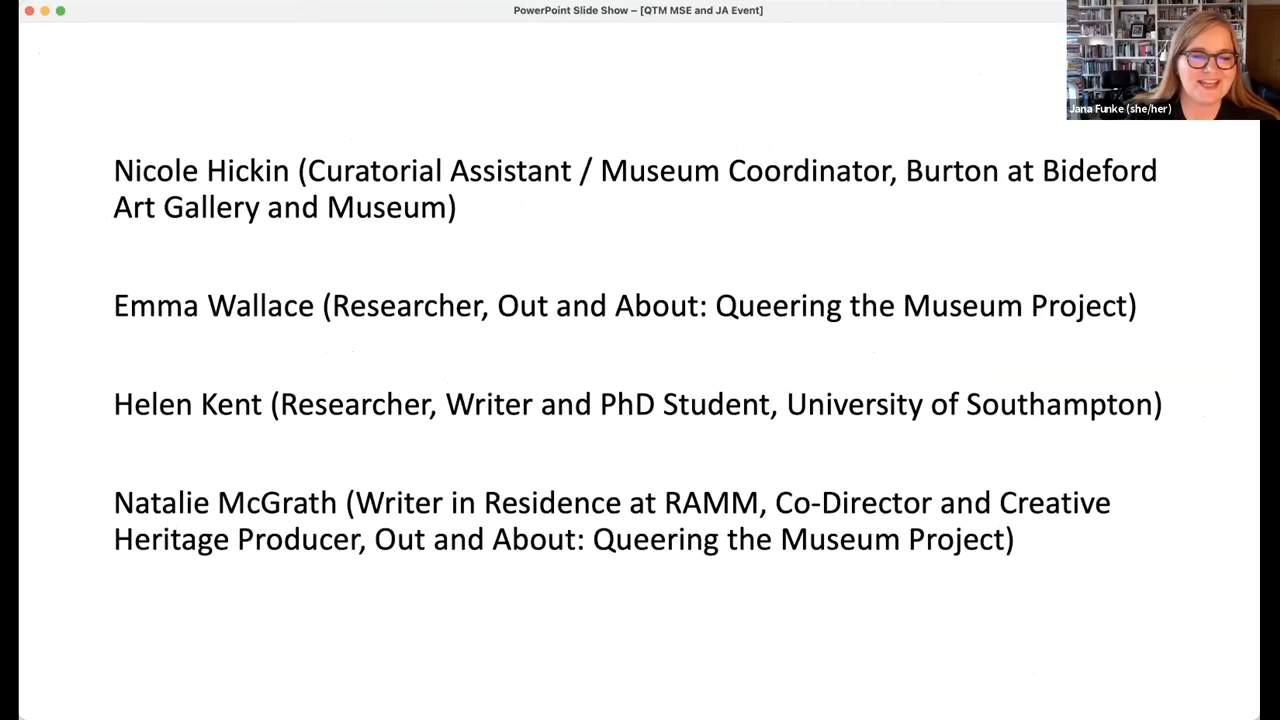 PowerPoint Slide Show – [QTM MSE and JA Event]
Jana Funke (she/her)
Nicole Hickin (Curatorial Assistant / Museum Coordinator, Burton at Bideford
Art Gallery and Museum)
Emma Wallace (Researcher, Out and About: Queering the Museum Project)
Helen Kent (Researcher, Writer and PhD Student, University of Southampton)
Natalie McGrath (Writer in Residence at RAMM, Co-Director and Creative
Heritage Producer, Out and About: Queering the Museum Project)